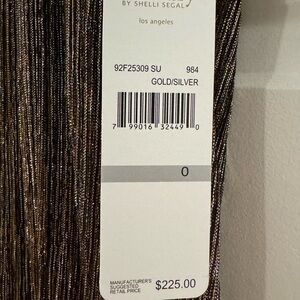 BY SHELLI SEGAL
los angeles
92F25309 SU 984
GOLD/SILVER
7 99016 32449 0
0
MANUFACTURER'S
SUGGESTED
RETAIL PRICE
$225.00